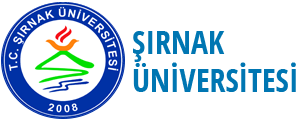 T.C. ŞIRNAK ÜNİVERSİTESİ
2008
ŞIRNAK
ÜNİVERSİTESİ